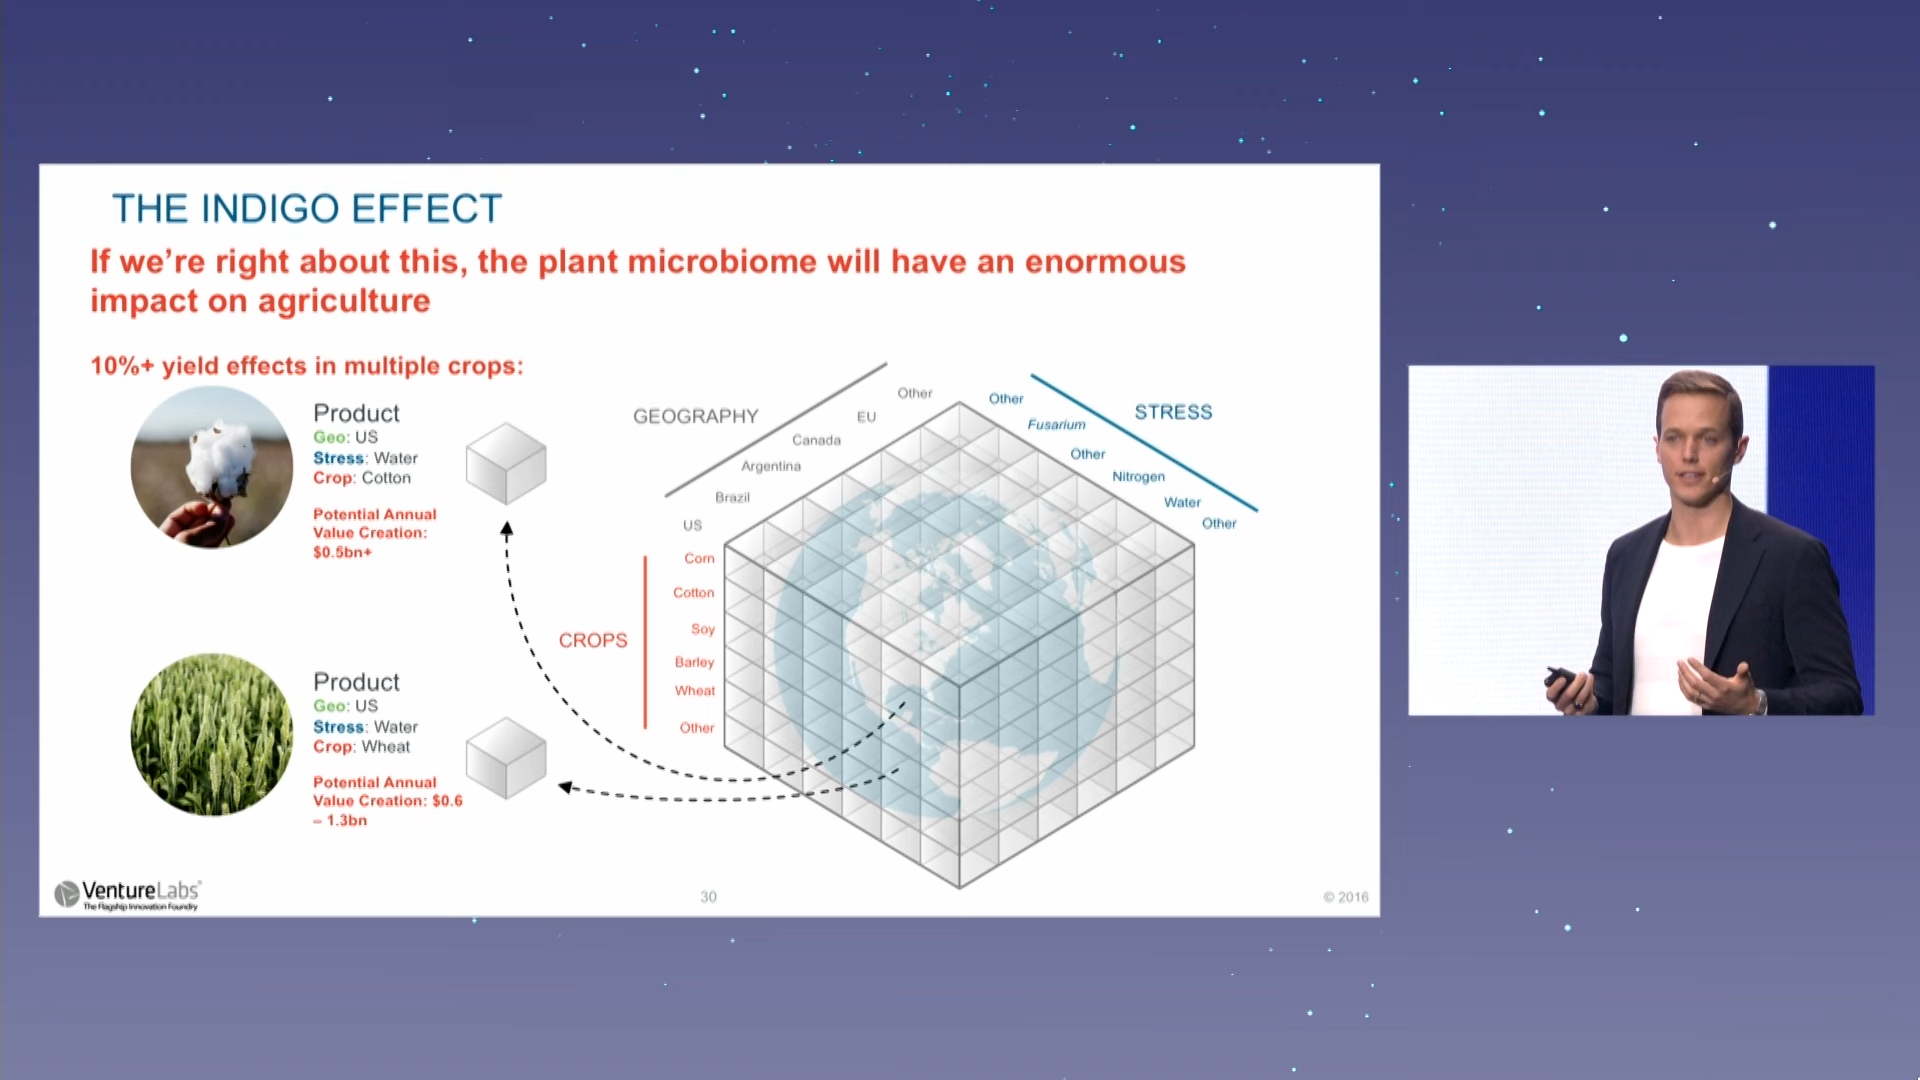 THE INDIGO EFFECT
If we're right about this, the plant microbiome will have an enormous
impact on agriculture
10%+ yield effects in multiple crops:
Product
Geo: US
Stress: Water
Crop: Cotton
Potential Annual
Value Creation:
$0.5bn+
Product
Geo: US
Stress: Water
Crop: Wheat
Potential Annual
Value Creation: $0.6
– 1.3bn
GEOGRAPHY
Other
EU
Canada
Argentina
Brazil
US
STRESS
Other
Fusarium
Other
Nitrogen
Water
Other
CROPS
Corn
Cotton
Soy
Barley
Wheat
Other
VentureLabs®
The Flagship Innovation Foundry
30
© 2016